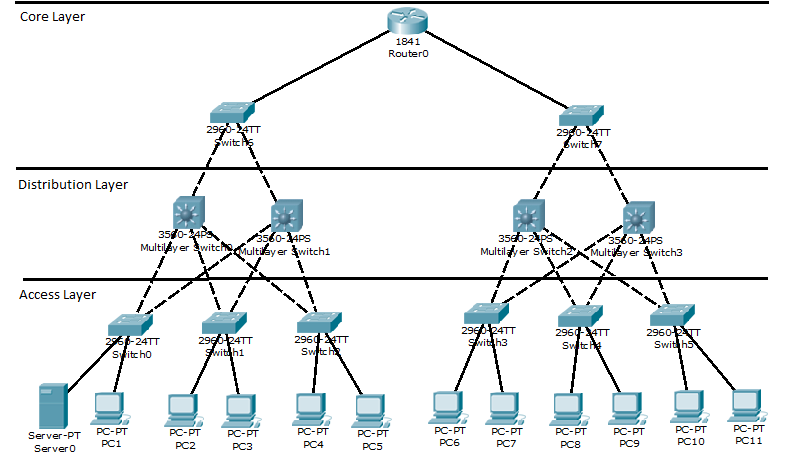 Core Layer
1841
Router0
2960-24TT
Switch6
2960-24TT
Switch7
Distribution Layer
3560-24PS
Multilayer Switch0
3560-24PS
Multilayer Switch1
3560-24PS
Multilayer Switch2
3560-24PS
Multilayer Switch3
Access Layer
2960-24TT
Switch0
2960-24TT
Switch1
2960-24TT
Switch2
2960-24TT
Switch3
2960-24TT
Switch4
2960-24TT
Switch5
Server-PT
Server0
PC-PT
PC1
PC-PT
PC2
PC-PT
PC3
PC-PT
PC4
PC-PT
PC5
PC-PT
PC6
PC-PT
PC7
PC-PT
PC8
PC-PT
PC9
PC-PT
PC10
PC-PT
PC11